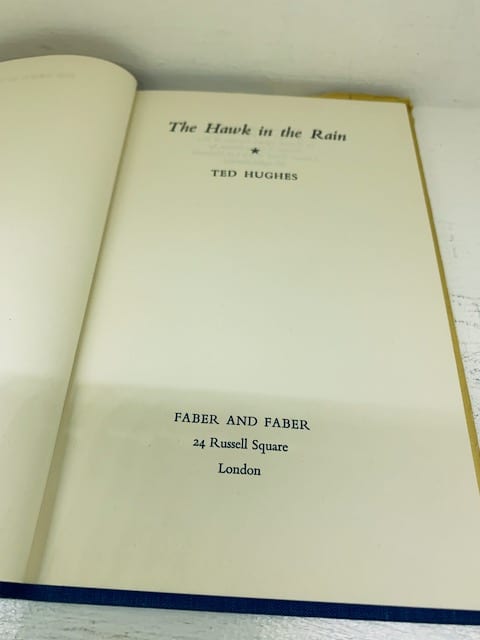 The Hawk in the Rain
★
TED HUGHES
FABER AND FABER
24 Russell Square
London